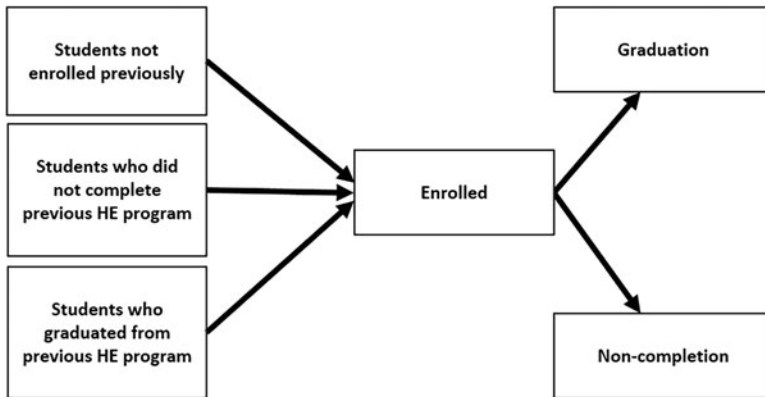 Students not
enrolled previously
Students who did
not complete
previous HE program
Students who
graduated from
previous HE program
Enrolled
Graduation
Non-completion